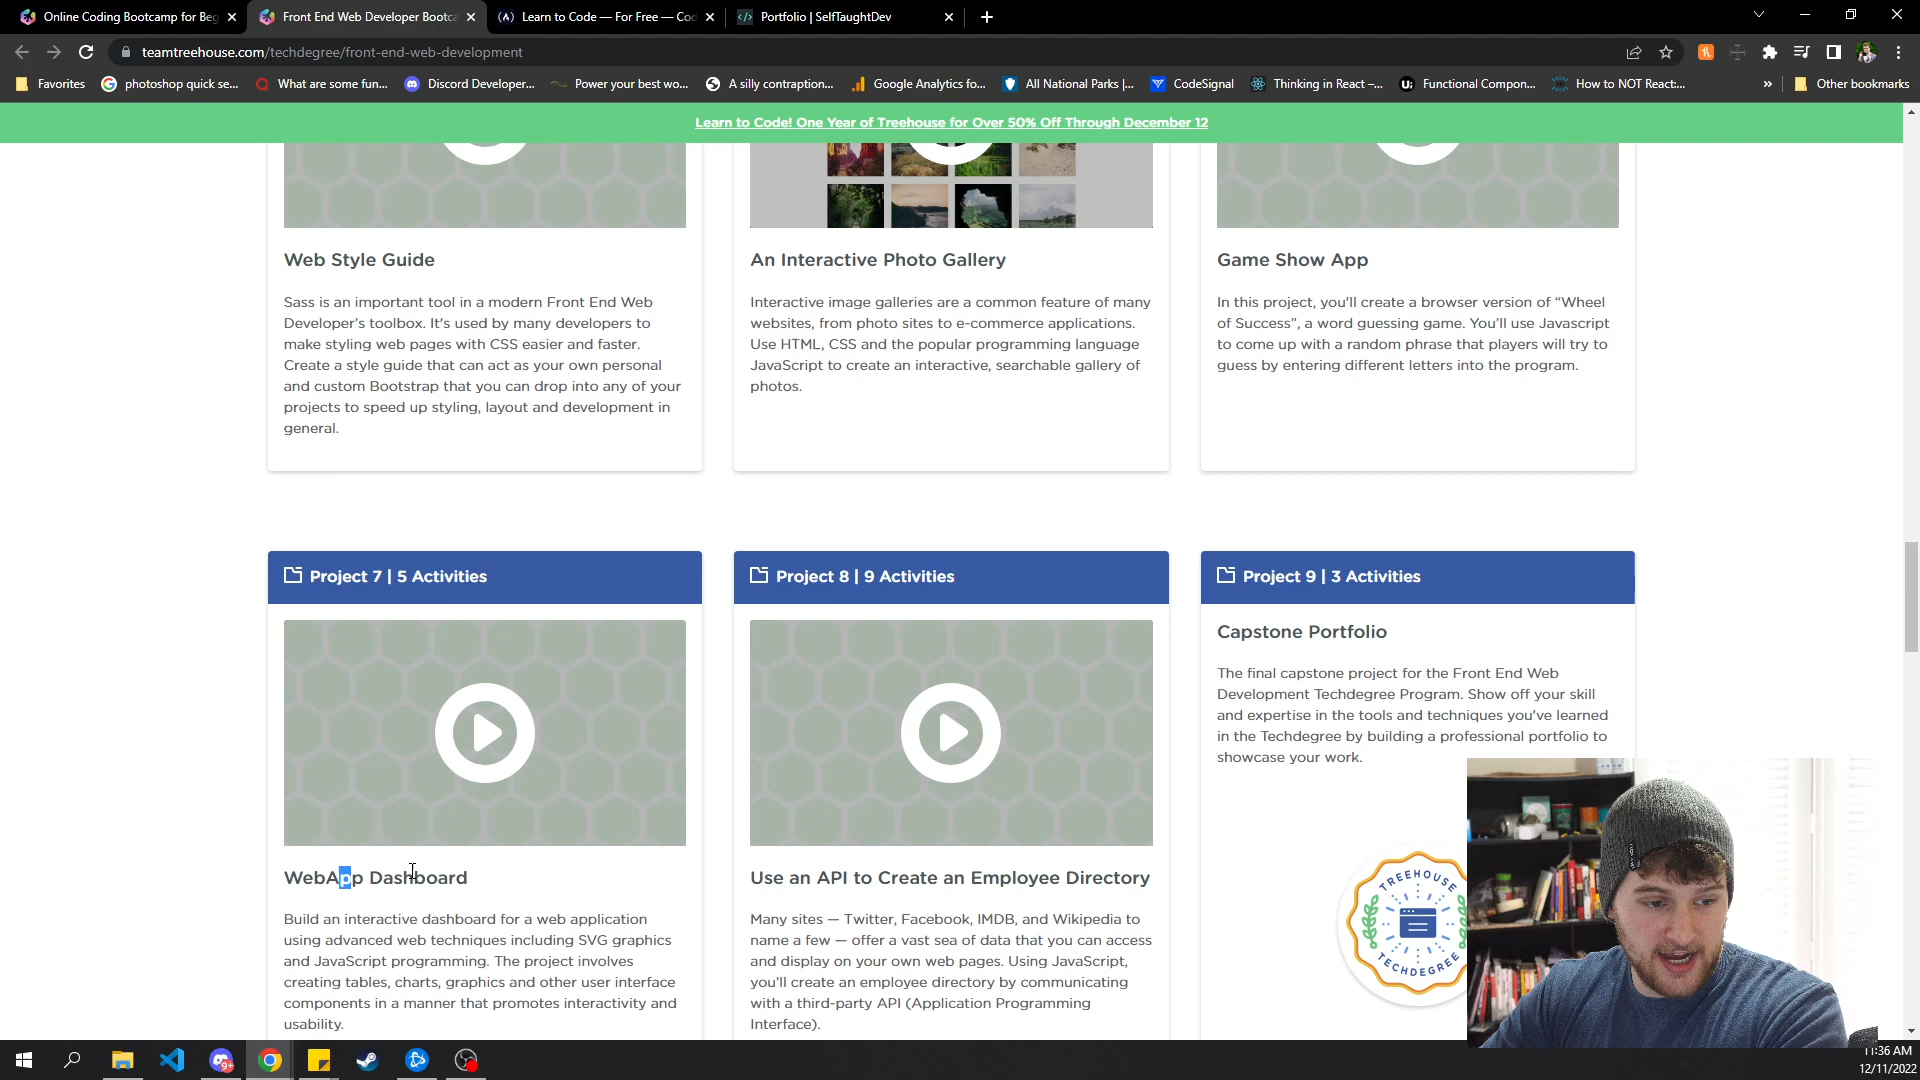 Online Coding Bootcamp for Beg
Front End Web Developer Bootca
Learn to Code — For Free — Cod
Portfolio | SelfTaughtDev
teamtreehouse.com/techdegree/front-end-web-development
Favorites
photoshop quick se...
What are some fun...
Discord Developer...
Power your best wo...
A silly contraption...
Google Analytics fo...
All National Parks |...
CodeSignal
Thinking in React –...
Functional Compon...
How to NOT React:...
»
Other bookmarks
Learn to Code! One Year of Treehouse for Over 50% Off Through December 12
Web Style Guide
Sass is an important tool in a modern Front End Web
Developer's toolbox. It's used by many developers to
make styling web pages with CSS easier and faster.
Create a style guide that can act as your own personal
and custom Bootstrap that you can drop into any of your
projects to speed up styling, layout and development in
general.
An Interactive Photo Gallery
Interactive image galleries are a common feature of many
websites, from photo sites to e-commerce applications.
Use HTML, CSS and the popular programming language
JavaScript to create an interactive, searchable gallery of
photos.
Game Show App
In this project, you'll create a browser version of “Wheel
of Success”, a word guessing game. You'll use Javascript
to come up with a random phrase that players will try to
guess by entering different letters into the program.
Project 7 | 5 Activities
WebApp Dashboard
Build an interactive dashboard for a web application
using advanced web techniques including SVG graphics
and JavaScript programming. The project involves
creating tables, charts, graphics and other user interface
components in a manner that promotes interactivity and
usability.
Project 8 | 9 Activities
Use an API to Create an Employee Directory
Many sites — Twitter, Facebook, IMDB, and Wikipedia to
name a few — offer a vast sea of data that you can access
and display on your own web pages. Using JavaScript,
you'll create an employee directory by communicating
with a third-party API (Application Programming
Interface).
Project 9 | 3 Activities
Capstone Portfolio
The final capstone project for the Front End Web
Development Techdegree Program. Show off your skill
and expertise in the tools and techniques you've learned
in the Techdegree by building a professional portfolio to
showcase your work.
TREEHOUSE
TECHDEGREE
9+
11:36 AM
12/11/2022